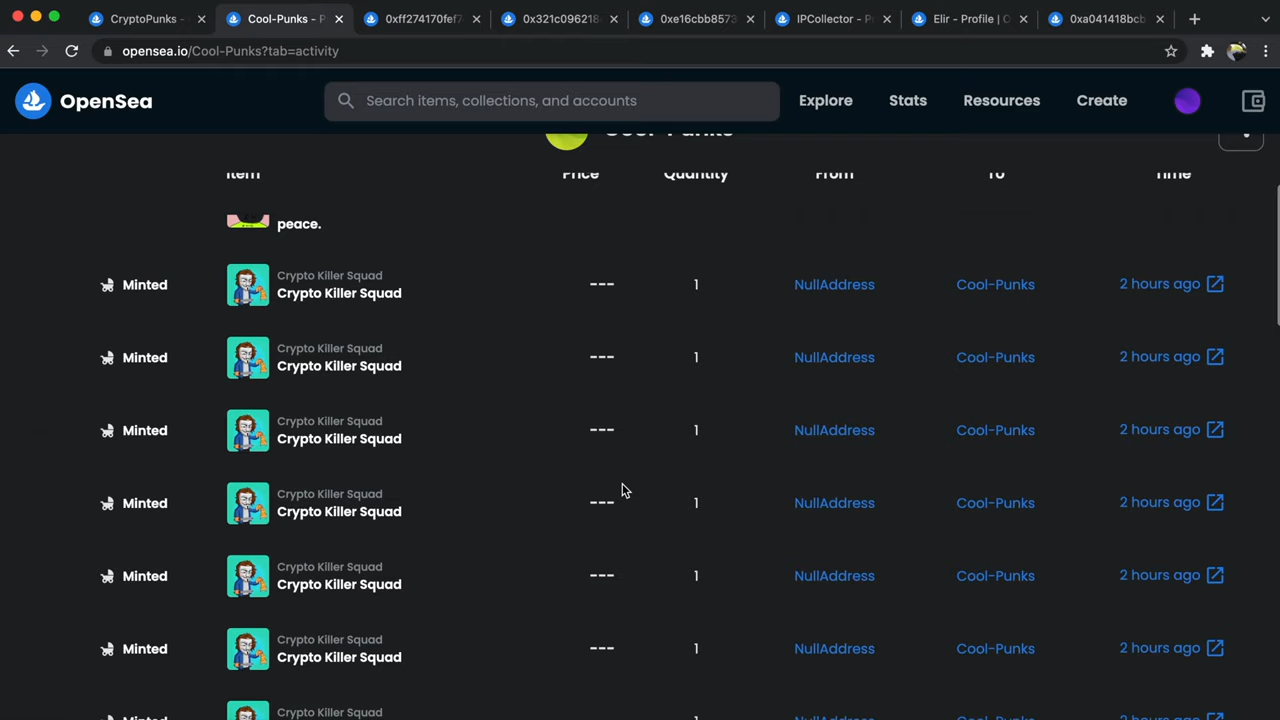 CryptoPunks -
Cool-Punks - P
0xff274170fef7
0x321c096218
0xe16cbb8573
IPCollector - P
Elir - Profile | O
0xa041418bcb
opensea.io/Cool-Punks?tab=activity
OpenSea
Search items, collections, and accounts
Explore
Stats
Resources
Create
Cool-Punks
Item Price Quantity From To Time
peace.
Crypto Killer Squad
Minted Crypto Killer Squad --- 1 NullAddress Cool-Punks 2 hours ago
Crypto Killer Squad
Minted Crypto Killer Squad --- 1 NullAddress Cool-Punks 2 hours ago
Crypto Killer Squad
Minted Crypto Killer Squad --- 1 NullAddress Cool-Punks 2 hours ago
Crypto Killer Squad
Minted Crypto Killer Squad --- 1 NullAddress Cool-Punks 2 hours ago
Crypto Killer Squad
Minted Crypto Killer Squad --- 1 NullAddress Cool-Punks 2 hours ago
Crypto Killer Squad
Minted Crypto Killer Squad --- 1 NullAddress Cool-Punks 2 hours ago
Crypto Killer Squad